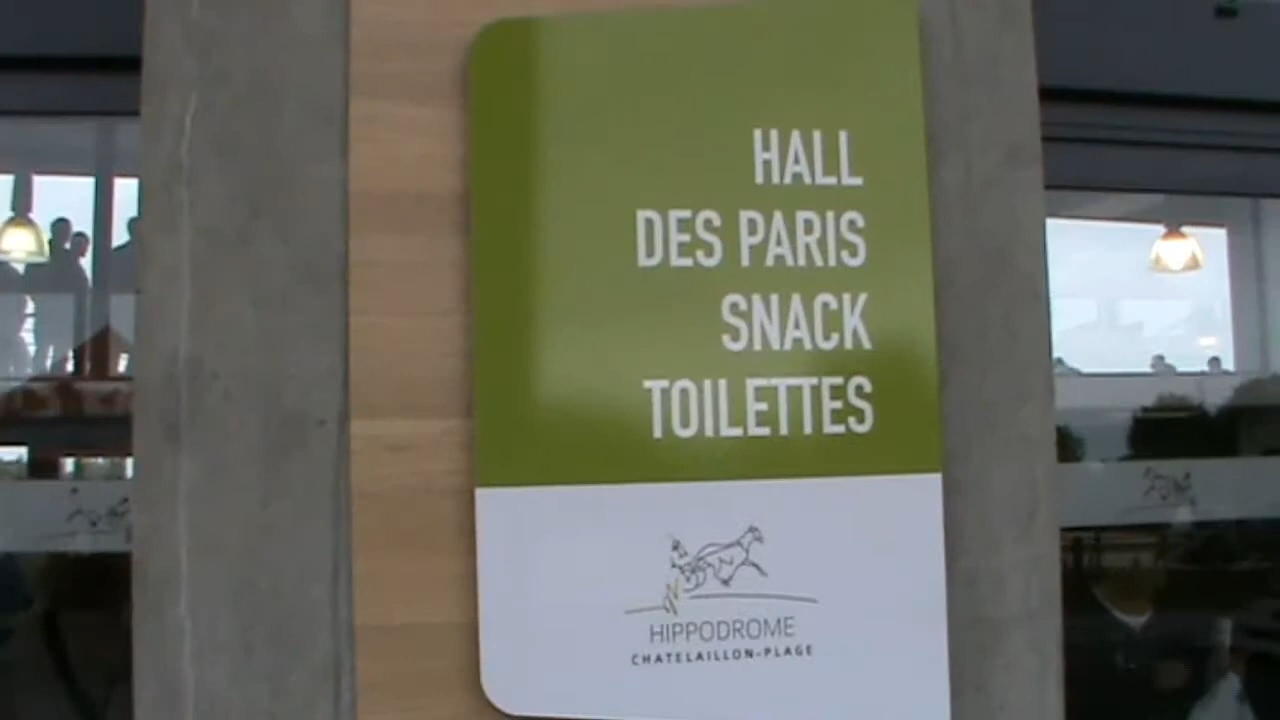 HALL
DES PARIS
SNACK
TOILETTES
HIPPODROME
CHATELAILLON-PLAGE